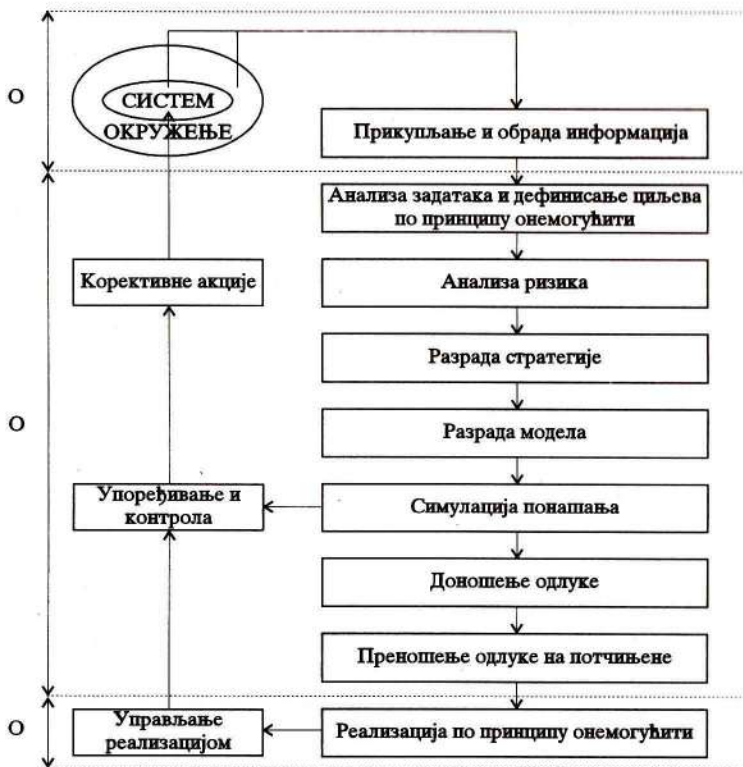 О
СИСТЕМ
ОКРУЖЕЊЕ
Прикупљање и обрада информација
Анализа задатака и дефинисање циљева
по принципу онемогућити
Корективне акције
Анализа ризика
Разрада стратегије
О
Разрада модела
Упоређивање и
контрола
Симулација понашања
Доношење одлуке
Преношење одлуке на потчињене
О
Управљање
реализацијом
Реализација по принципу онемогућити